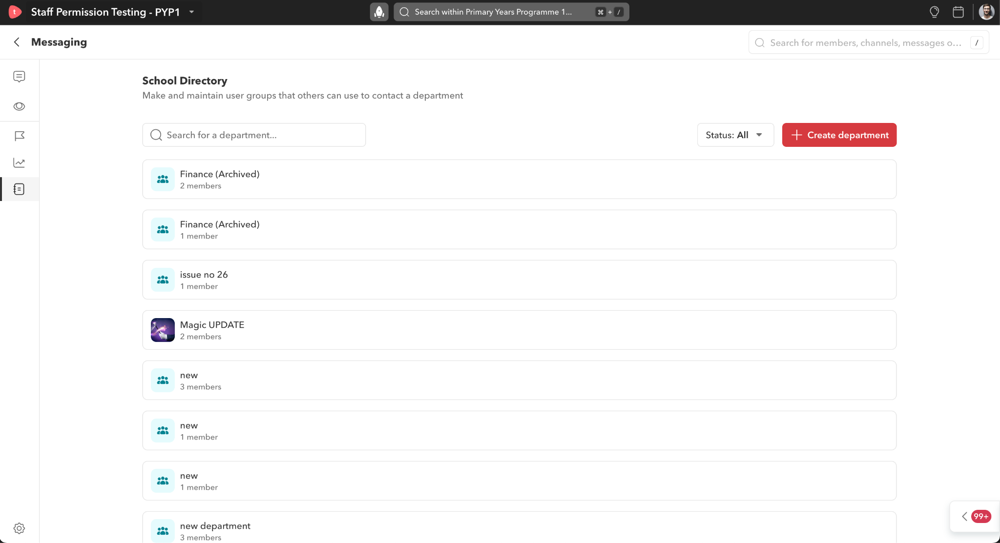 t Staff Permission Testing - PYP1
Search within Primary Years Programme 1... ⌘ + /
Messaging
Search for members, channels, messages o... /
School Directory
Make and maintain user groups that others can use to contact a department
Search for a department...
Status: All
Create department
Finance (Archived)
2 members
Finance (Archived)
1 member
issue no 26
1 member
Magic UPDATE
2 members
new
3 members
new
1 member
new
1 member
new department
3 members
99+